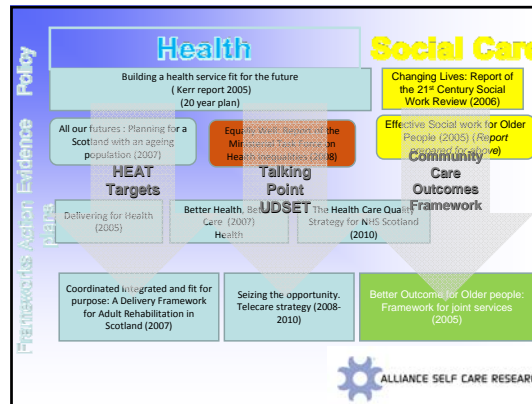 Health
Social Care
Policy
Building a health service fit for the future
( Kerr report 2005)
(20 year plan)
Changing Lives: Report of
the 21st Century Social
Work Review (2006)
Evidence
All our futures : Planning for a
Scotland with an ageing
population (2007)
Equally Well: Report of the
Ministerial Task Force on
Health Inequalities (2008)
Effective Social work for Older
People (2005) (Report
prepared for above)
HEAT
Targets
Talking
Point
UDSET
Community
Care
Outcomes
Framework
Action
plans
Delivering for Health
(2005)
Better Health, Better
Care (2007)
Health
The Health Care Quality
Strategy for NHS Scotland
(2010)
Frameworks
Coordinated integrated and fit for
purpose: A Delivery Framework
for Adult Rehabilitation in
Scotland (2007)
Seizing the opportunity.
Telecare strategy (2008-
2010)
Better Outcome for Older people:
Framework for joint services
(2005)
ALLIANCE SELF CARE RESEAR